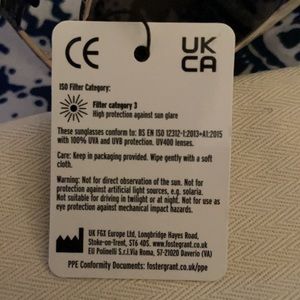 CE
UK
CA
ISO Filter Category:
Filter category 3
High protection against sun glare
These sunglasses conform to: BS EN ISO 12312-1:2013+A1:2015
with 100% UVA and UVB protection. UV400 lenses.
Care: Keep in packaging provided. Wipe gently with a soft
cloth.
Warning: Not for direct observation of the sun. Not for
protection against artificial light sources, e.g. solaria.
Not suitable for driving in twilight or at night. Not for use as
eye protection against mechanical impact hazards.
UK FGX Europe Ltd, Longbridge Hayes Road,
Stoke-on-Trent, ST6 4DS. www.fostegrant.co.uk
EU Polinelli S.r.l.Via Roma, 57-21020 Daverio (VA)
PPE Conformity Documents: fostergrant.co.uk/ppe